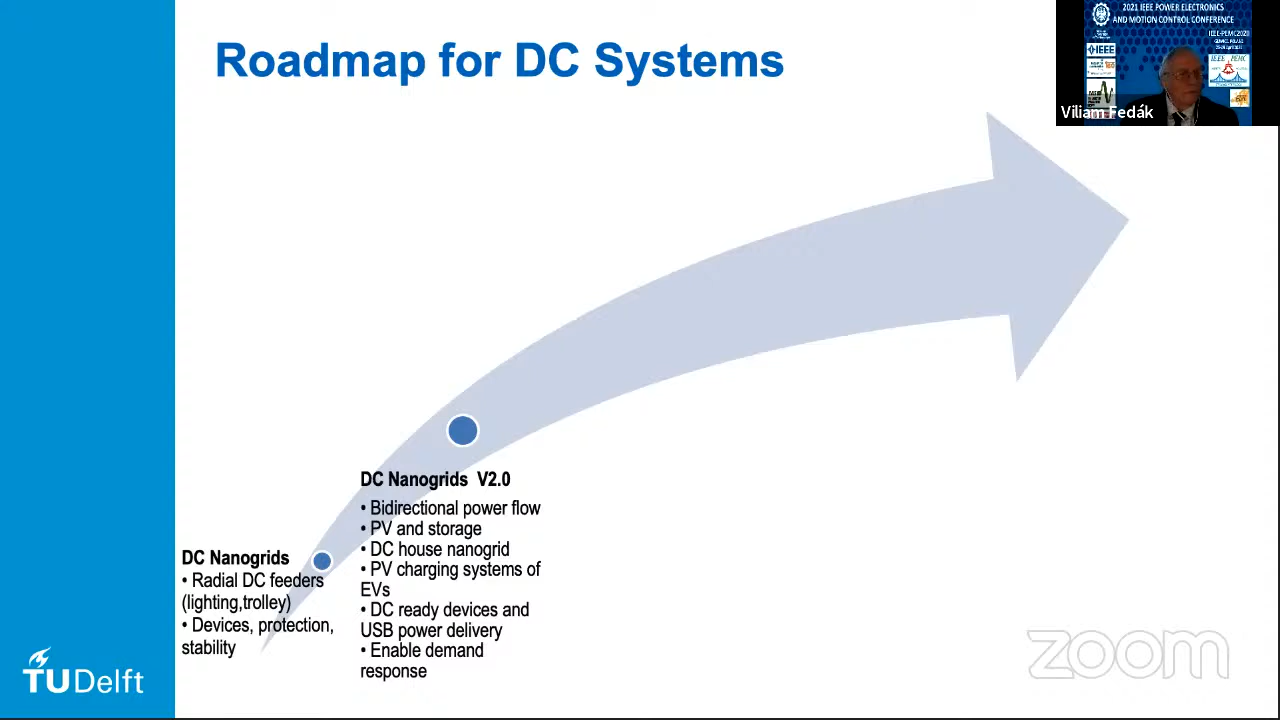 Roadmap for DC Systems
2021 IEEE POWER ELECTRONICS
AND MOTION CONTROL CONFERENCE
IEEE-PEMC2020
IEEE
Viliam Fedák
DC Nanogrids V2.0
• Bidirectional power flow
• PV and storage
• DC house nanogrid
• PV charging systems of
EVs
• DC ready devices and
USB power delivery
• Enable demand
response
DC Nanogrids
• Radial DC feeders
(lighting,trolley)
• Devices, protection,
stability
TUDelft
zoom